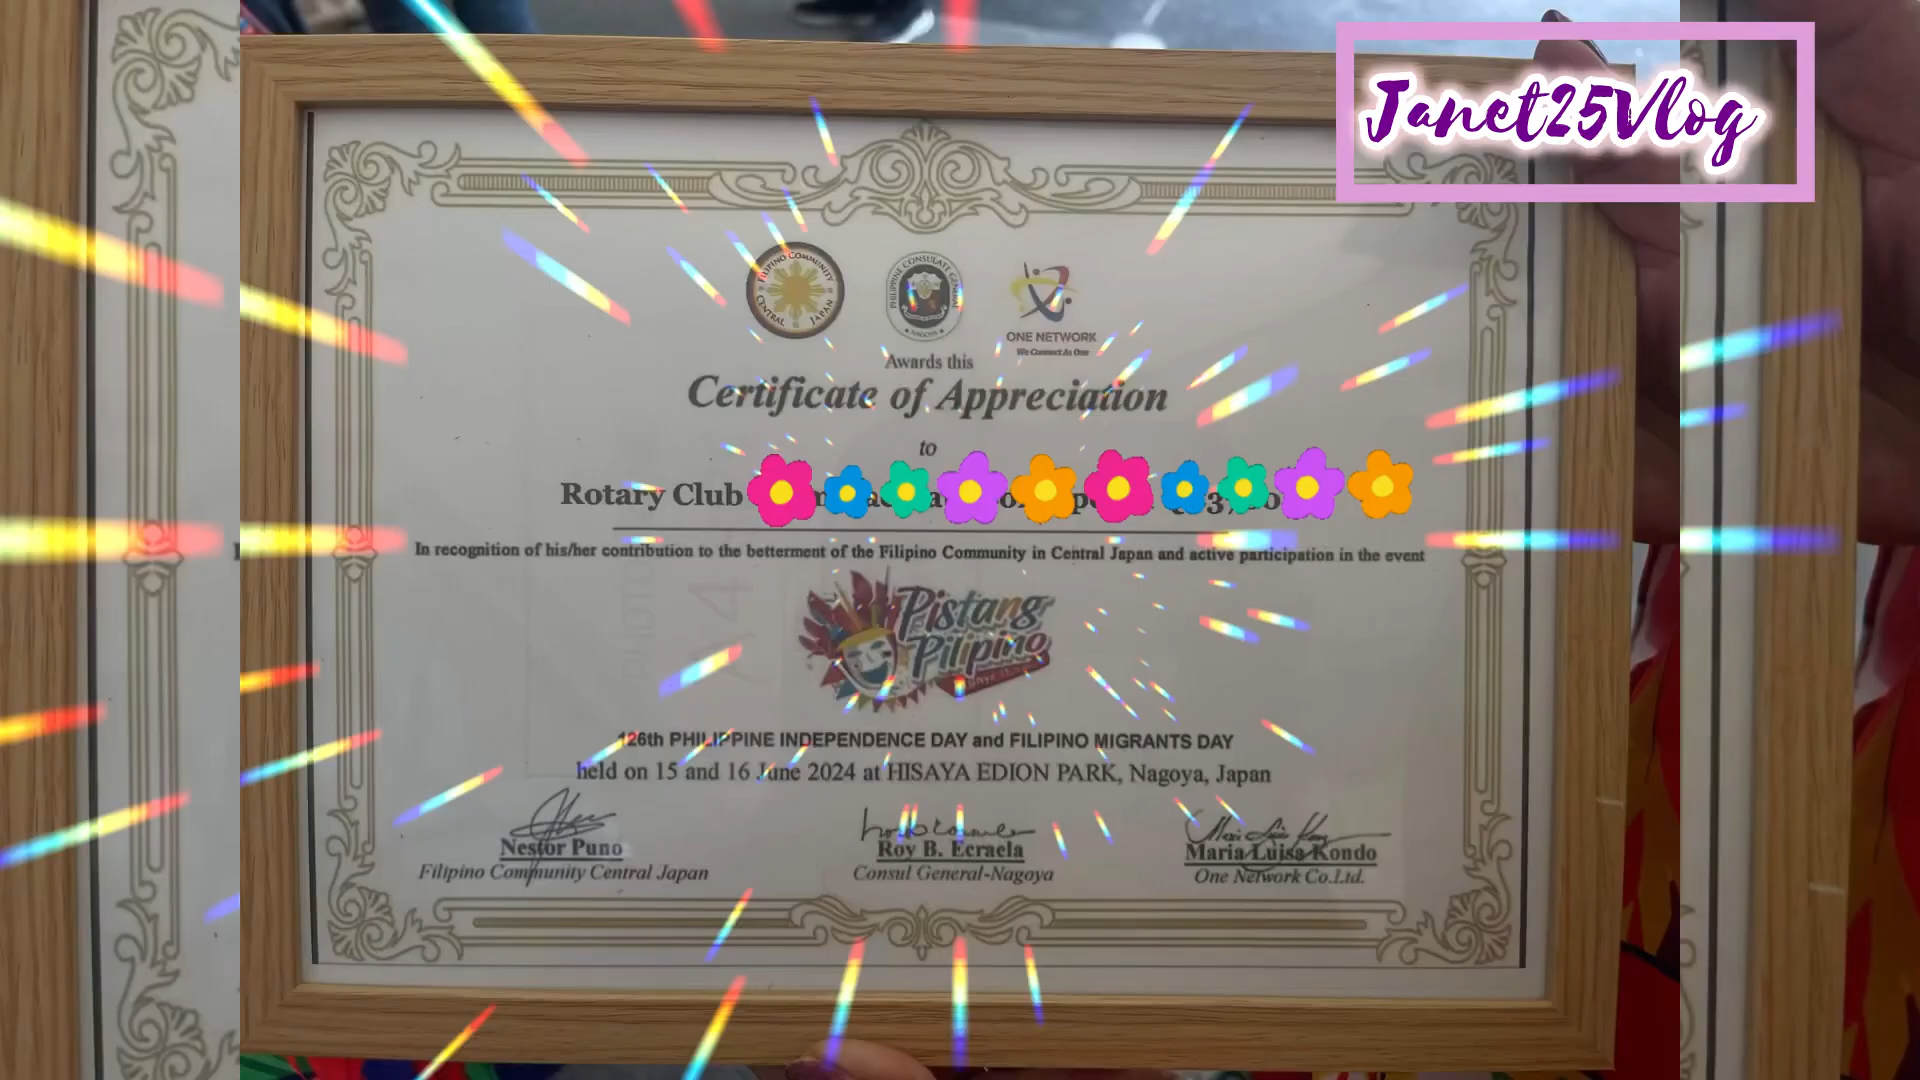 Janet25Vlog
FILIPINO COMMUNITY
CENTRAL JAPAN
PHILIPPINE CONSULATE GENERAL
NAGOYA
ONE NETWORK
We Connect As One
Awards this
Certificate of Appreciation
to
Rotary Club
In recognition of his/her contribution to the betterment of the Filipino Community in Central Japan and active participation in the event
Pistang
Pilipino
126th PHILIPPINE INDEPENDENCE DAY and FILIPINO MIGRANTS DAY
held on 15 and 16 June 2024 at HISAYA EDION PARK, Nagoya, Japan
Nestor Puno Roy B. Ecraela Maria Luisa Kondo
Filipino Community Central Japan Consul General-Nagoya One Network Co.Ltd.